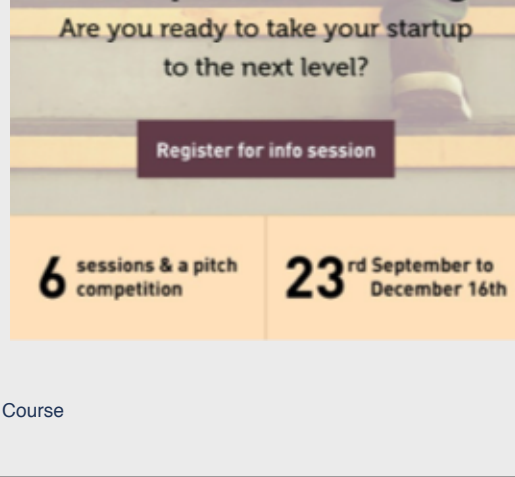 Are you ready to take your startup
to the next level?
Register for info session
6 sessions & a pitch
competition
23rd September to
December 16th
Course